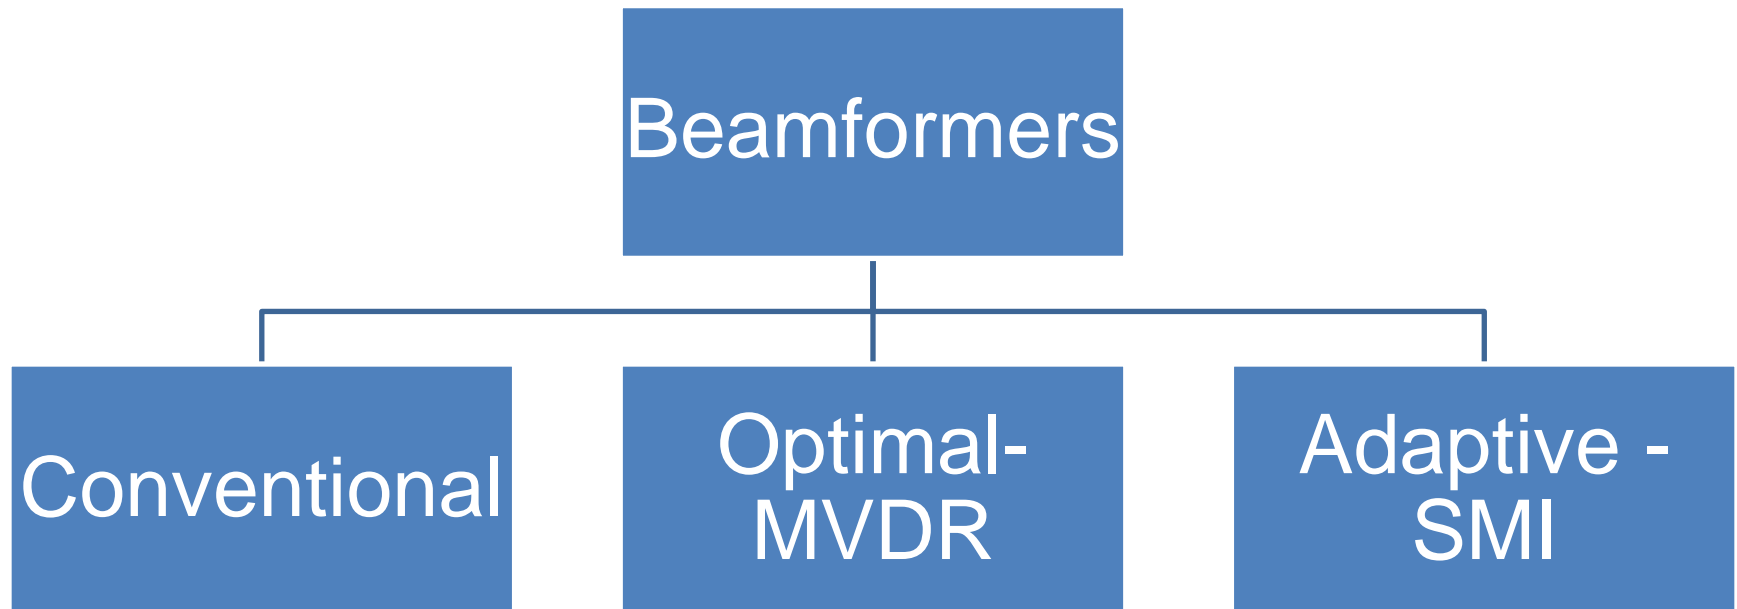 Beamformers
Conventional
Optimal-
MVDR
Adaptive -
SMI